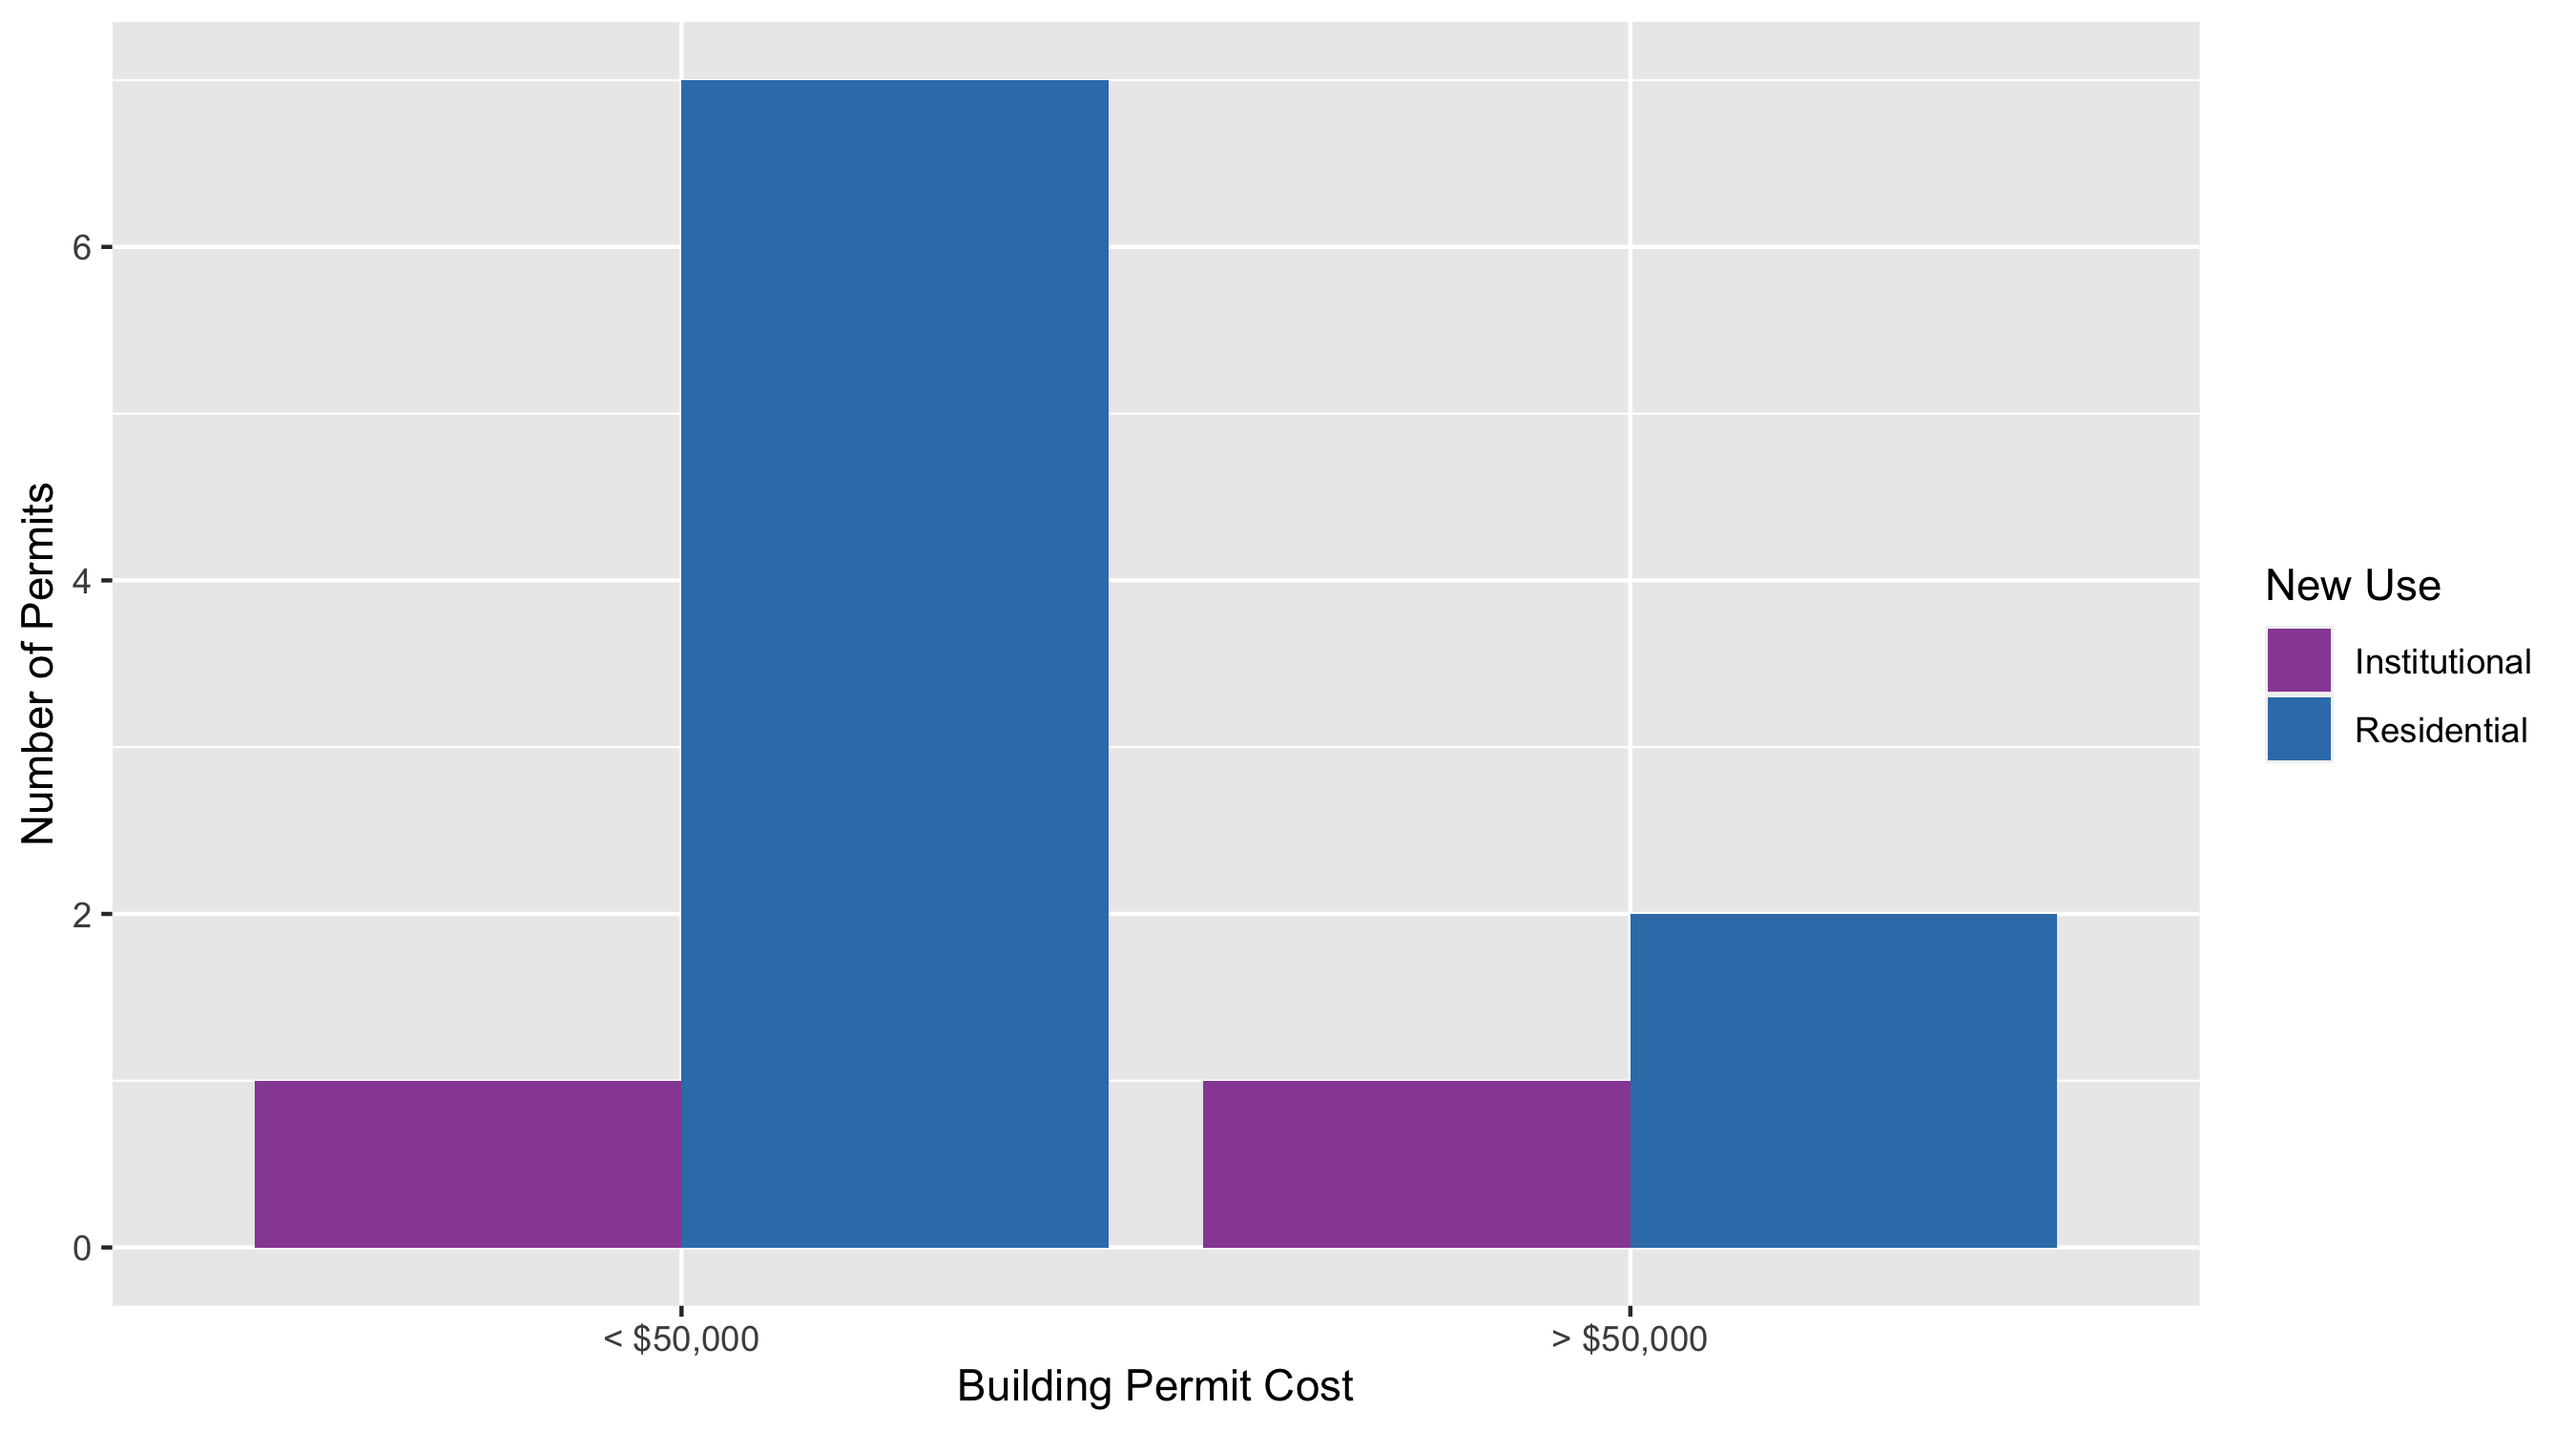 Number of Permits
6
4
2
0
< $50,000
> $50,000
Building Permit Cost
New Use
Institutional
Residential